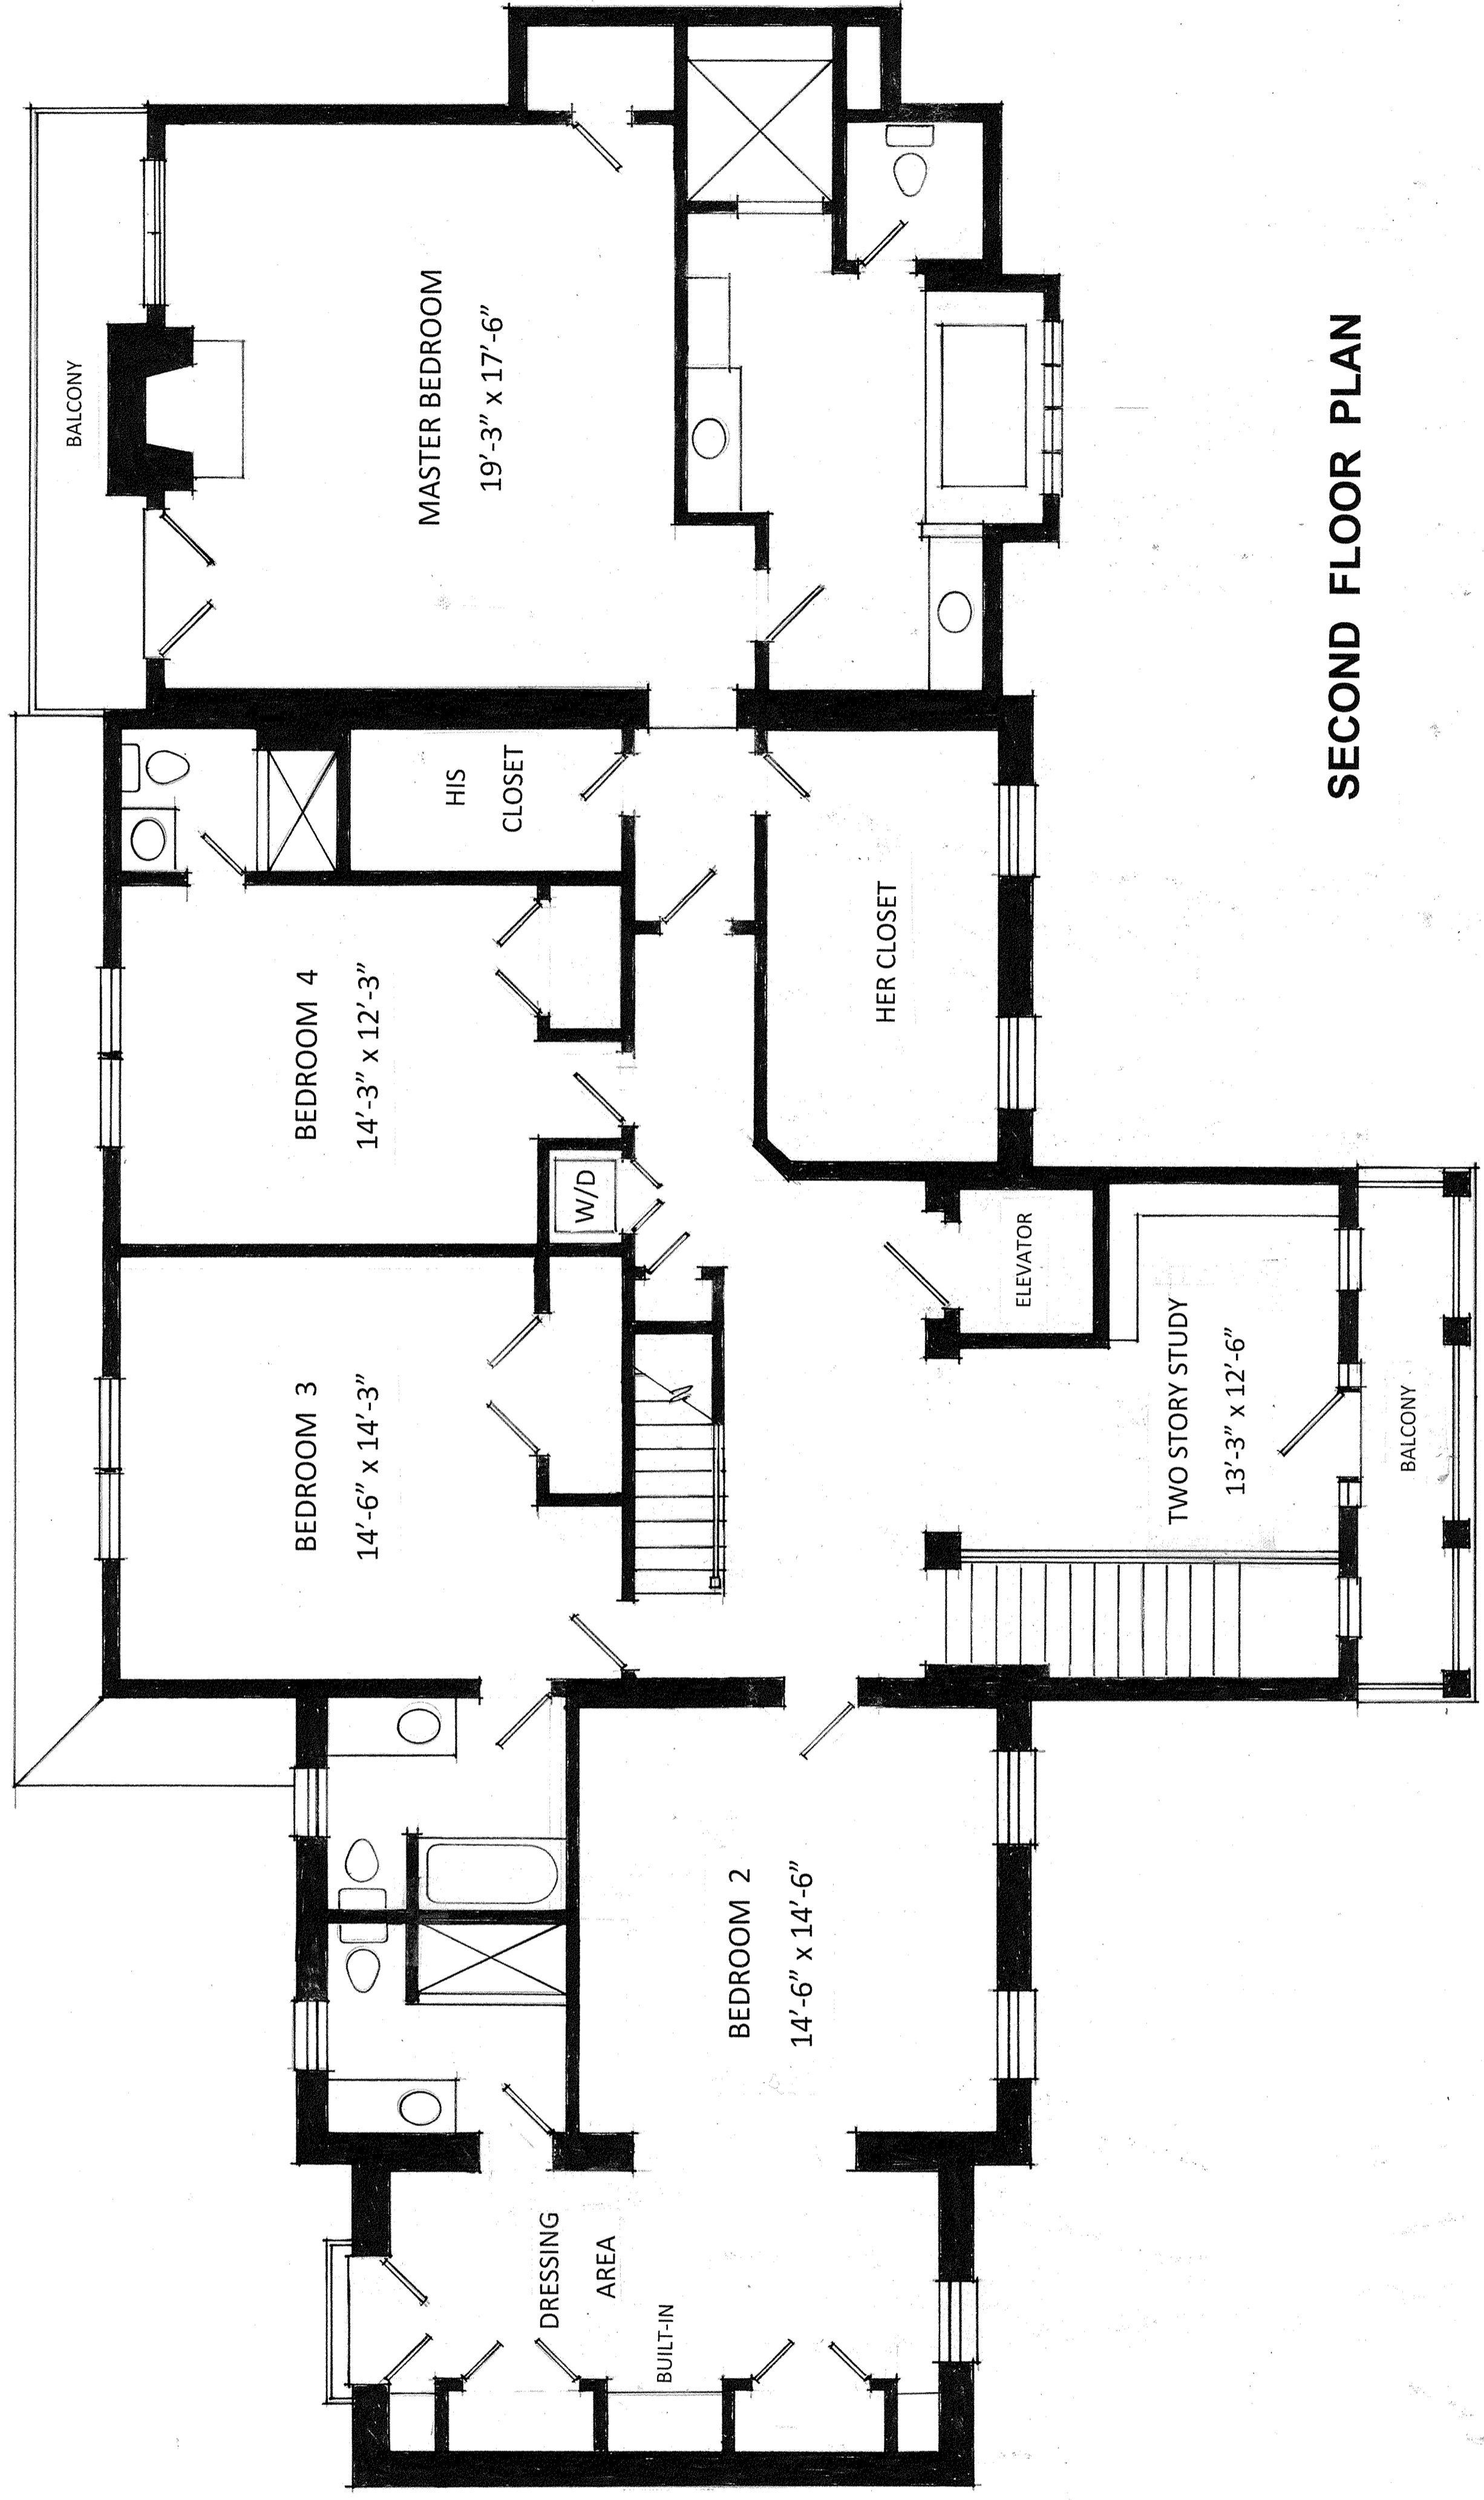 BALCONY
MASTER BEDROOM
19'-3" x 17'-6"
HIS
CLOSET
HER CLOSET
BEDROOM 4
14'-3" x 12'-3"
W/D
BEDROOM 3
14'-6" x 14'-3"
ELEVATOR
TWO STORY STUDY
13'-3" x 12'-6"
BALCONY
BEDROOM 2
14'-6" x 14'-6"
DRESSING
AREA
BUILT-IN
SECOND FLOOR PLAN